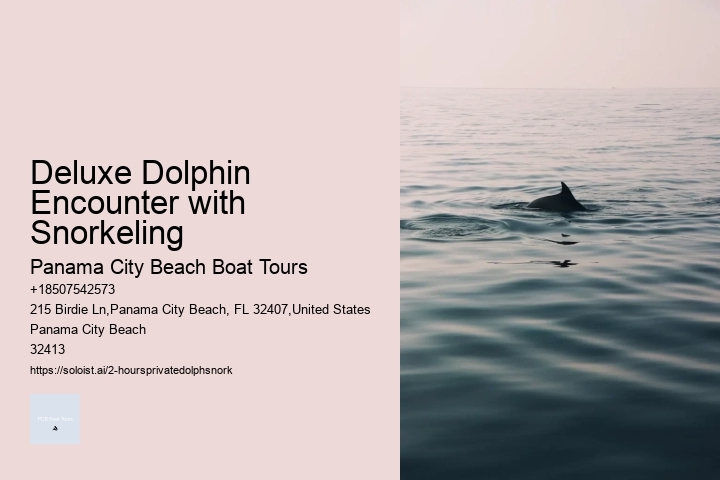 Deluxe Dolphin
Encounter with
Snorkeling
Panama City Beach Boat Tours
+18507542573
215 Birdie Ln,Panama City Beach, FL 32407,United States
Panama City Beach
32413
https://soloist.ai/2-hoursprivatedolphsnork